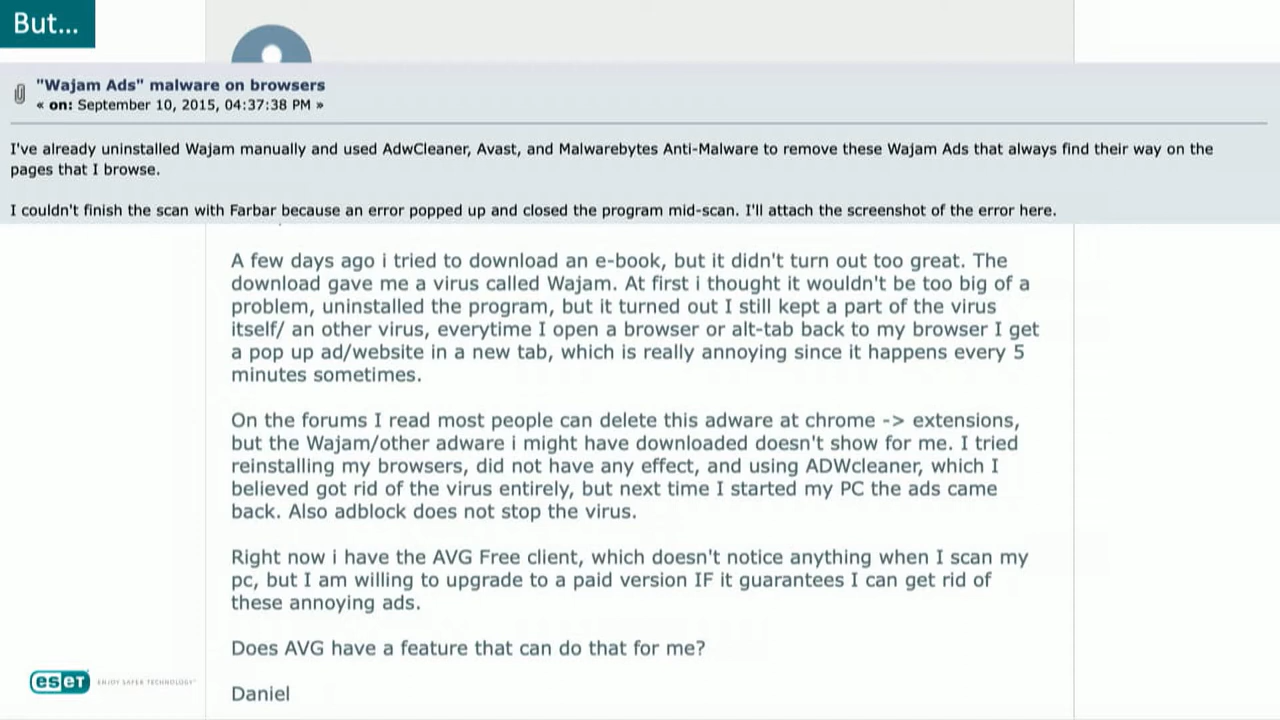 But...
"Wajam Ads" malware on browsers
« on: September 10, 2015, 04:37:38 PM »
I've already uninstalled Wajam manually and used AdwCleaner, Avast, and Malwarebytes Anti-Malware to remove these Wajam Ads that always find their way on the
pages that I browse.
I couldn't finish the scan with Farbar because an error popped up and closed the program mid-scan. I'll attach the screenshot of the error here.
A few days ago i tried to download an e-book, but it didn't turn out too great. The
download gave me a virus called Wajam. At first i thought it wouldn't be too big of a
problem, uninstalled the program, but it turned out I still kept a part of the virus
itself/ an other virus, everytime I open a browser or alt-tab back to my browser I get
a pop up ad/website in a new tab, which is really annoying since it happens every 5
minutes sometimes.
On the forums I read most people can delete this adware at chrome -> extensions,
but the Wajam/other adware i might have downloaded doesn't show for me. I tried
reinstalling my browsers, did not have any effect, and using ADWcleaner, which I
believed got rid of the virus entirely, but next time I started my PC the ads came
back. Also adblock does not stop the virus.
Right now i have the AVG Free client, which doesn't notice anything when I scan my
pc, but I am willing to upgrade to a paid version IF it guarantees I can get rid of
these annoying ads.
Does AVG have a feature that can do that for me?
eseT ENJOY SAFER TECHNOLOGY
Daniel